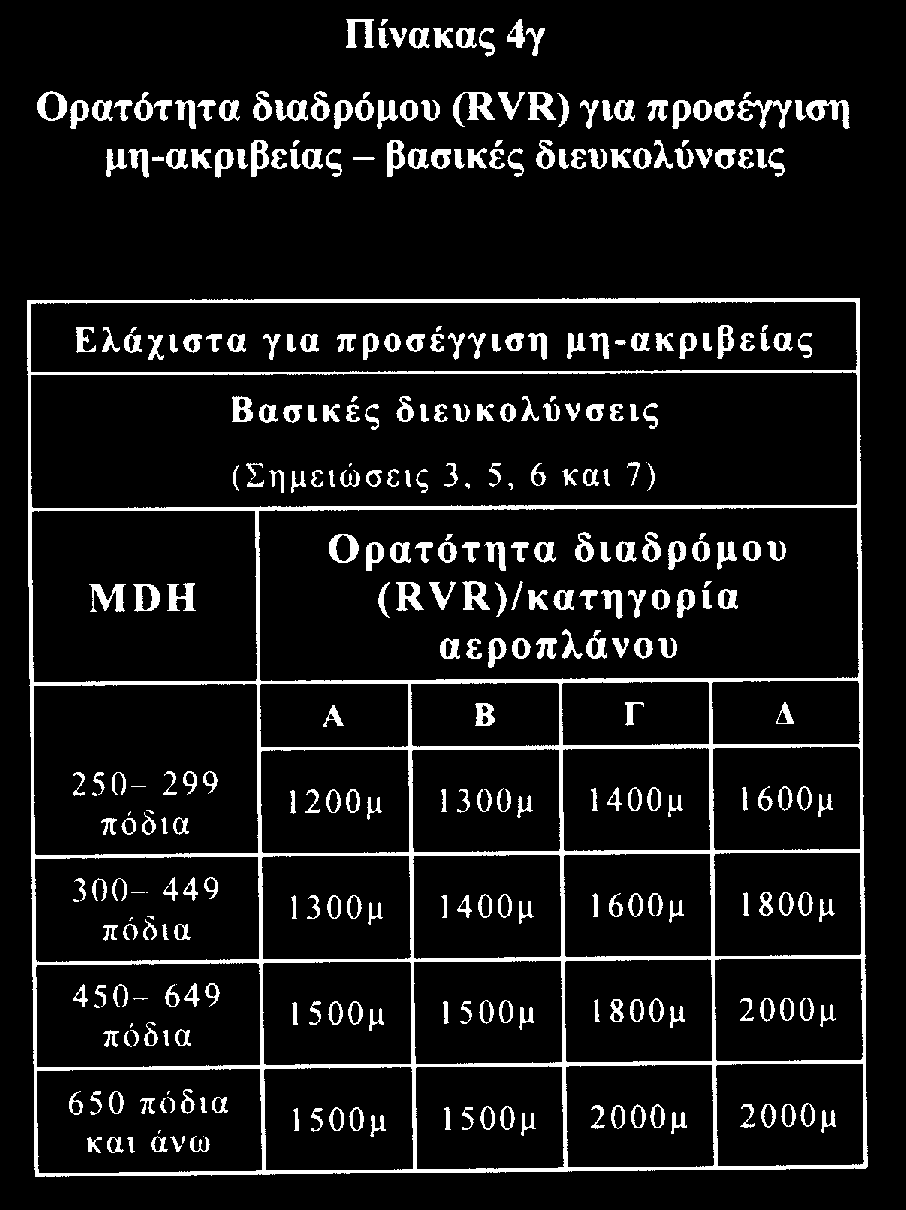 Πίνακας 4γ
Ορατότητα διαδρόμου (RVR) για προσέγγιση
μη-ακριβείας – βασικές διευκολύνσεις
Ελάχιστα για προσέγγιση μη-ακριβείας
Βασικές διευκολύνσεις
(Σημειώσεις 3, 5, 6 και 7)
MDH
Ορατότητα διαδρόμου
(RVR)/κατηγορία
αεροπλάνου
Α Β Γ Δ
250– 299
πόδια
1200μ 1300μ 1400μ 1600μ
300– 449
πόδια
1300μ 1400μ 1600μ 1800μ
450– 649
πόδια
1500μ 1500μ 1800μ 2000μ
650 πόδια
και άνω
1500μ 1500μ 2000μ 2000μ